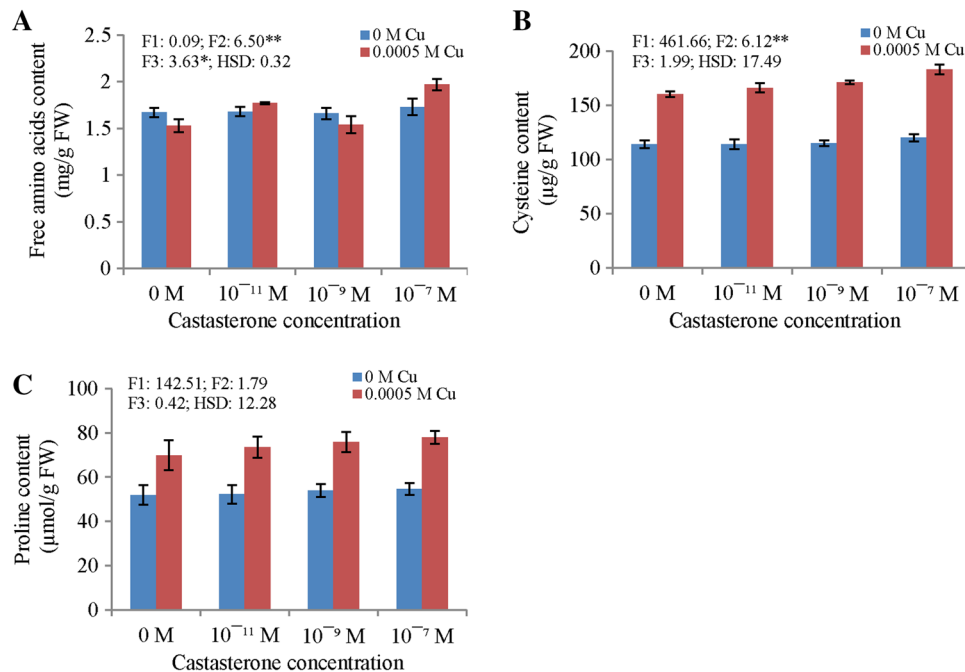 A
F1: 0.09; F2: 6.50**
F3: 3.63*; HSD: 0.32
0 M Cu
0.0005 M Cu
Free amino acids content
(mg/g FW)
2.5
2
1.5
1
0.5
0
0 M 10⁻¹¹ M 10⁻⁹ M 10⁻⁷ M
Castasterone concentration
B
F1: 461.66; F2: 6.12**
F3: 1.99; HSD: 17.49
0 M Cu
0.0005 M Cu
Cysteine content
(µg/g FW)
200
150
100
50
0
0 M 10⁻¹¹ M 10⁻⁹ M 10⁻⁷ M
Castasterone concentration
C
F1: 142.51; F2: 1.79
F3: 0.42; HSD: 12.28
0 M Cu
0.0005 M Cu
Proline content
(µmol/g FW)
100
80
60
40
20
0
0 M 10⁻¹¹ M 10⁻⁹ M 10⁻⁷ M
Castasterone concentration